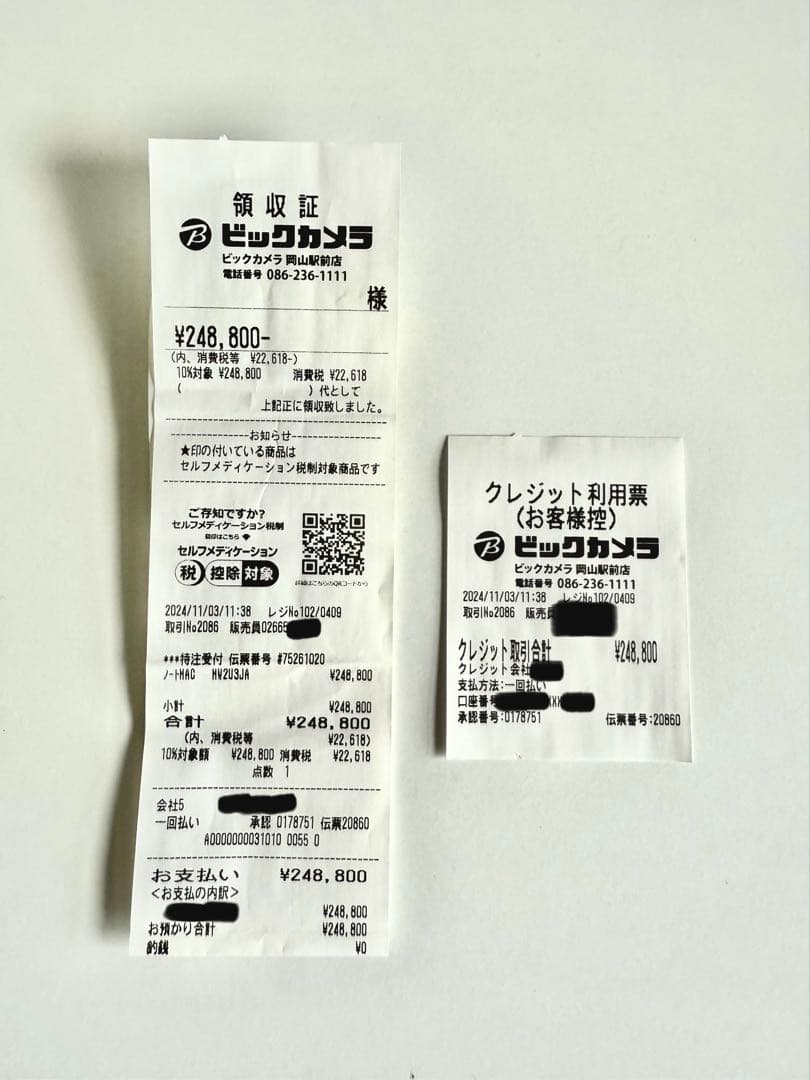 領収証
ビックカメラ
ビックカメラ 岡山駅前店
電話番号 086-236-1111
様
¥248,800-
(内、消費税等 ¥22,618-)
10%対象 ¥248,800 消費税 ¥22,618
( )代として
上記正に領収致しました。
お知らせ
★印の付いている商品は
セルフメディケーション税制対象商品です
ご存知ですか?
セルフメディケーション税制
セルフメディケーション
税 控除 対象
詳細はこちらのQRコードから
2024/11/03/11:38 レジNo102/0409
取引No2086 販売員02665
***特注受付 伝票番号 #75261020
ノートMAC MW2U3JA ¥248,800
小計 ¥248,800
合計 ¥248,800
(内、消費税等 ¥22,618)
10%対象額 ¥248,800 消費税 ¥22,618
点数 1
会社5
一回払い 承認 0178751 伝票20860
A0000000031010 0055 0
お支払い ¥248,800
<お支払の内訳>
¥248,800
お預かり合計 ¥248,800
釣銭 ¥0
クレジット利用票
(お客様控)
ビックカメラ
ビックカメラ 岡山駅前店
電話番号 086-236-1111
2024/11/03/11:38 レジNo102/0409
取引No2086 販売員
クレジット取引合計 ¥248,800
クレジット会社
支払方法:一回払い
口座番号
承認番号:0178751 伝票番号:20860